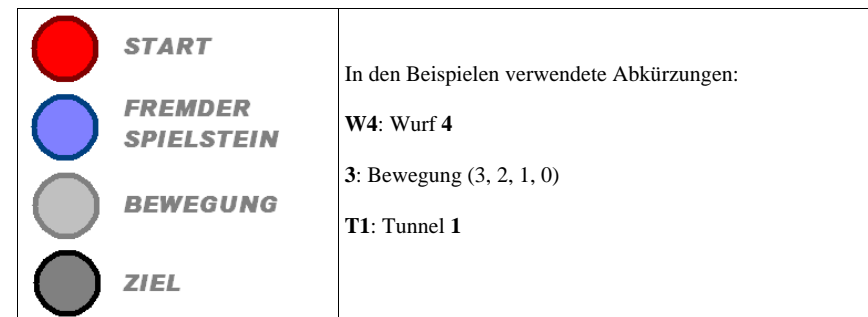 START
FREMDER
SPIELSTEIN
BEWEGUNG
ZIEL
In den Beispielen verwendete Abkürzungen:
W4: Wurf 4
3: Bewegung (3, 2, 1, 0)
T1: Tunnel 1